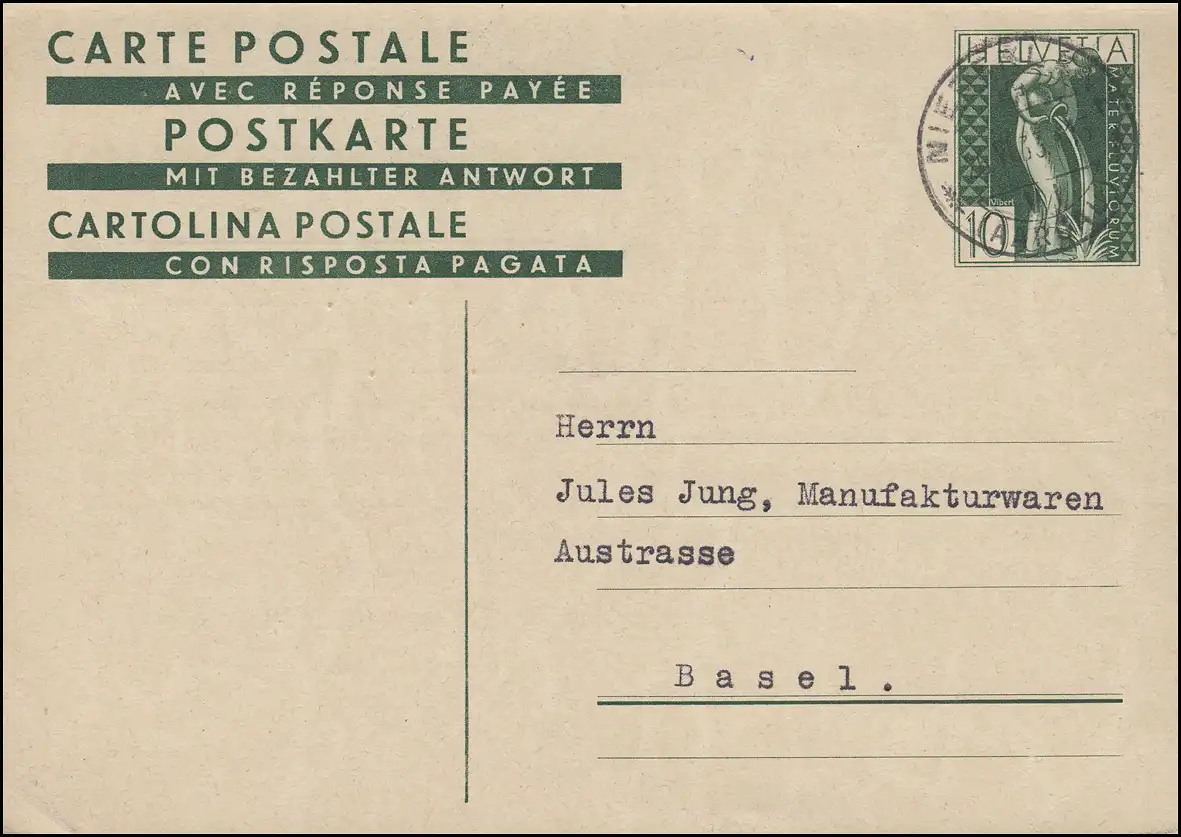 CARTE POSTALE
AVEC RÉPONSE PAYÉE
POSTKARTE
MIT BEZAHLTER ANTWORT
CARTOLINA POSTALE
CON RISPOSTA PAGATA
HELVETIA
MATER FLUVIORUM
Vibert
10
Herrn
Jules Jung, Manufakturwaren
Austrasse
Basel.